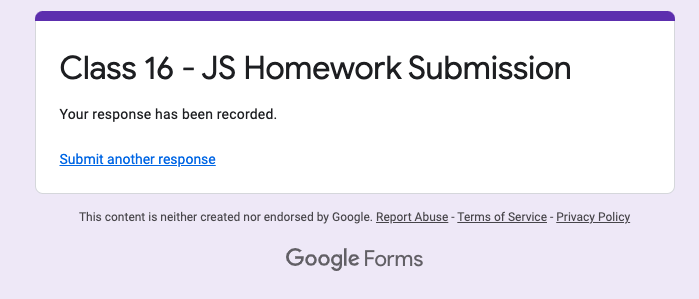 Class 16 - JS Homework Submission
Your response has been recorded.
Submit another response
This content is neither created nor endorsed by Google. Report Abuse - Terms of Service - Privacy Policy
Google Forms